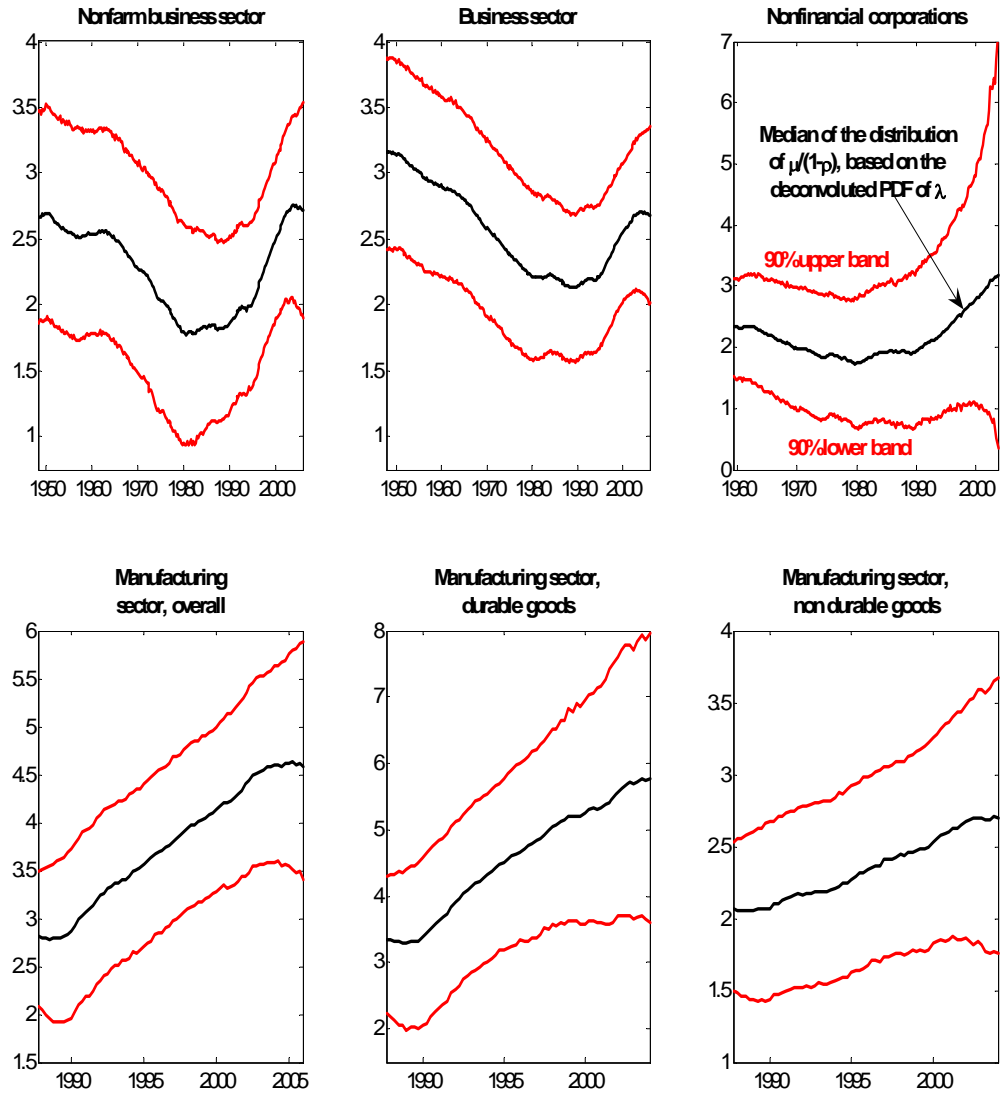 Nonfarm business sector
Business sector
Nonfinancial corporations
4
3.5
3
2.5
2
1.5
1
1950 1960 1970 1980 1990 2000
4
3.5
3
2.5
2
1.5
1
1950 1960 1970 1980 1990 2000
7
6
5
4
3
2
1
0
1960 1970 1980 1990 2000
Median of the distribution
of μ/(1-ρ), based on the
deconvoluted PDF of λ
90% upper band
90% lower band
Manufacturing
sector, overall
Manufacturing sector,
durable goods
Manufacturing sector,
non durable goods
6
5.5
5
4.5
4
3.5
3
2.5
2
1.5
1990 1995 2000 2005
8
7
6
5
4
3
2
1990 1995 2000
4
3.5
3
2.5
2
1.5
1
1990 1995 2000